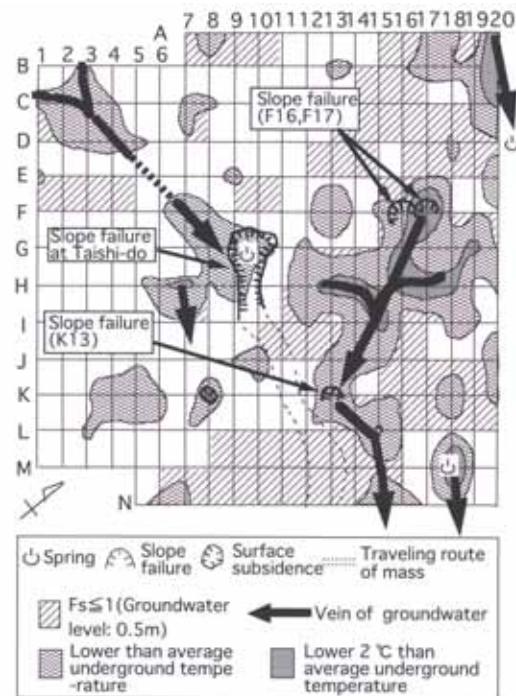 7 8 9 10 11 12 13 14 15 16 17 18 19 20
A
1 2 3 4 5 6
B
C
D
E
F
G
H
I
J
K
L
M
N
Slope failure
(F16,F17)
Slope failure
at Taishi-do
Slope failure
(K13)
Spring
Slope
failure
Surface
subsidence
Traveling route
of mass
Fs≦1(Groundwater
level: 0.5m)
Vein of groundwater
Lower than average
underground tempe
-rature
Lower 2 ℃ than
average underground
temperature